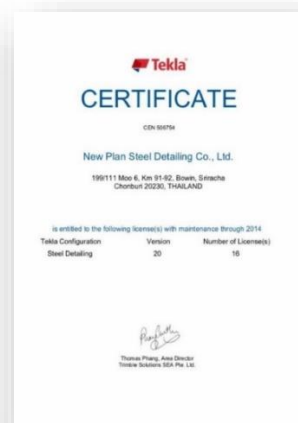 Tekla
CERTIFICATE
New Plan Steel Detailing Co., Ltd.
199/111 Moo 6, Km 91-92, Bowin, Sriracha
Chonburi 20230, THAILAND
is entitled to the following license(s) with maintenance through 2014
Tekla Configuration Version Number of License(s)
Steel Detailing 20 16
Thomas Phang, Area Director
Trimble Solutions SEA Pte. Ltd.